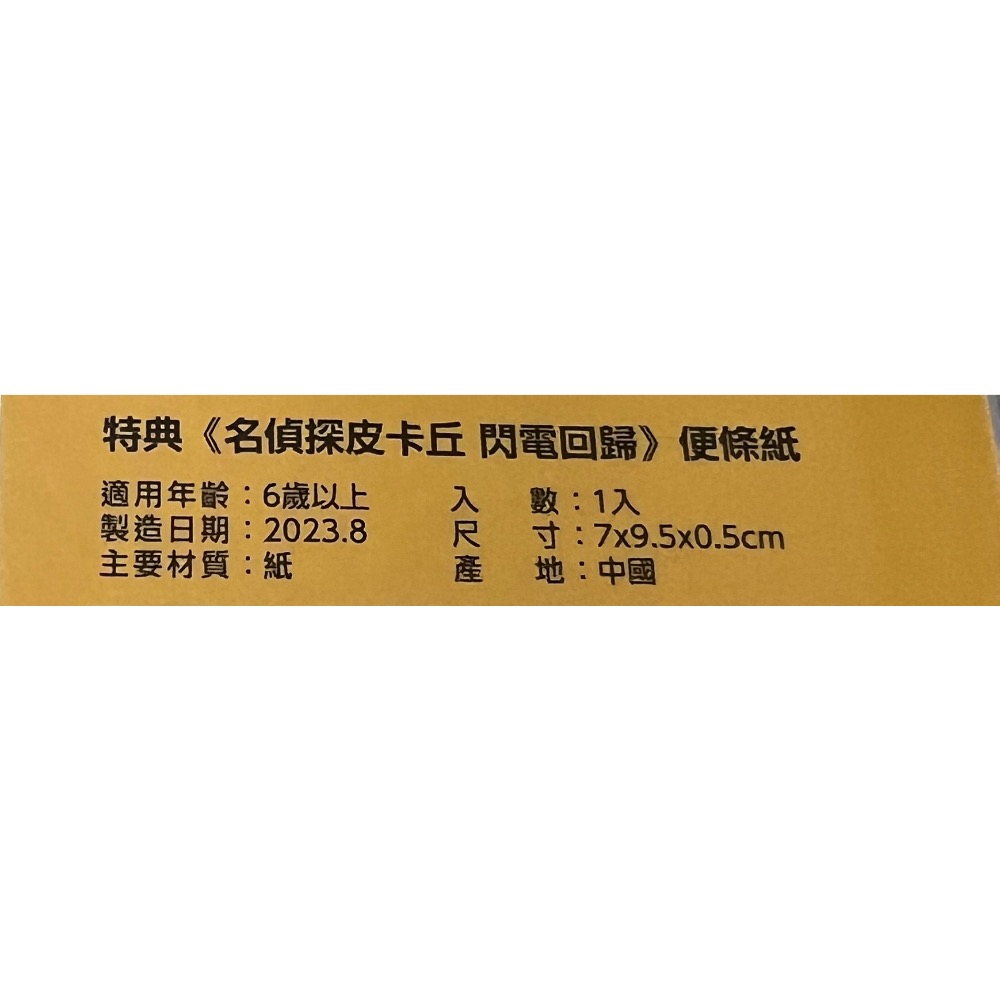 特典《名偵探皮卡丘 閃電回歸》便條紙
適用年齡：6歲以上 入 數：1入
製造日期：2023.8 尺 寸：7x9.5x0.5cm
主要材質：紙 產 地：中國